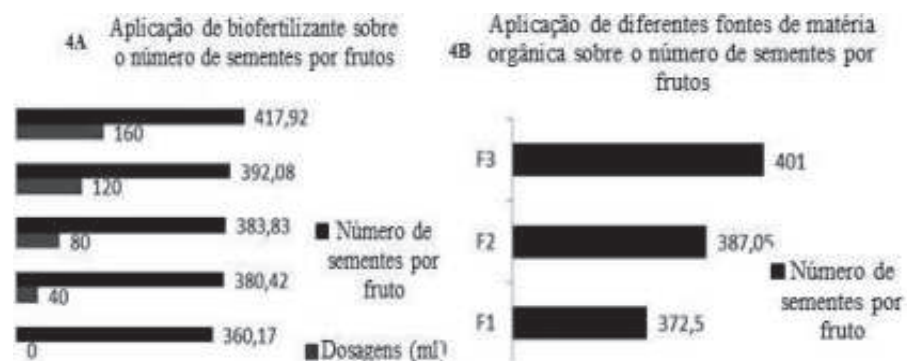 4A Aplicação de biofertilizante sobre
o número de sementes por frutos
417,92
160
392,08
120
383,83
80
380,42
40
360,17
0
Número de
sementes por
fruto
Dosagens (ml)
Aplicação de diferentes fontes de matéria
4B orgânica sobre o número de sementes por
frutos
F3 401
F2 387,05
F1 372,5
Número de
sementes por
fruto